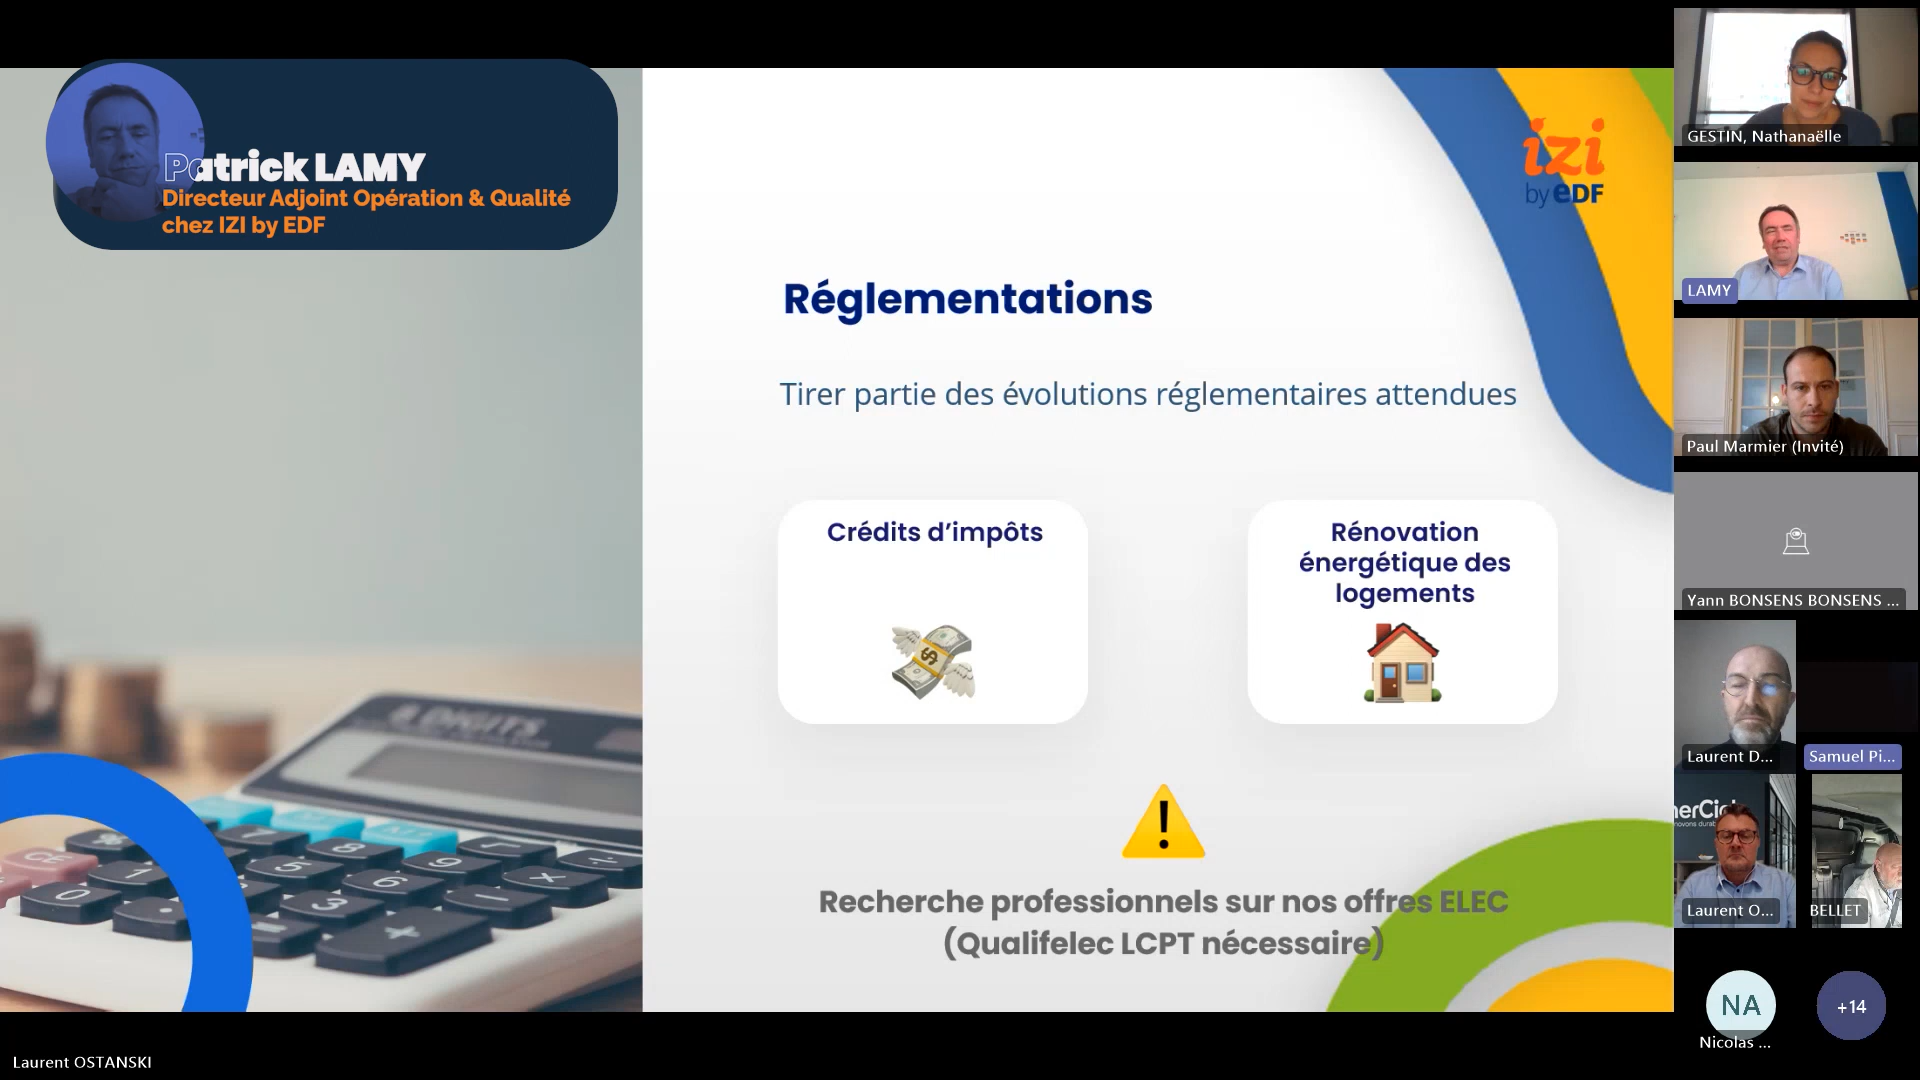 Patrick LAMY
Directeur Adjoint Opération & Qualité
chez IZI by EDF
izi
by eDF
Réglementations
Tirer partie des évolutions réglementaires attendues
Crédits d’impôts
Rénovation
énergétique des
logements
Recherche professionnels sur nos offres ELEC
(Qualifelec LCPT nécessaire)
8 DIGITS
GESTIN, Nathanaëlle
LAMY
Paul Marmier (Invité)
Yann BONSENS BONSENS ...
Laurent D...
Samuel Pi...
Laurent O...
BELLET
NA
Nicolas ...
+14
Laurent OSTANSKI